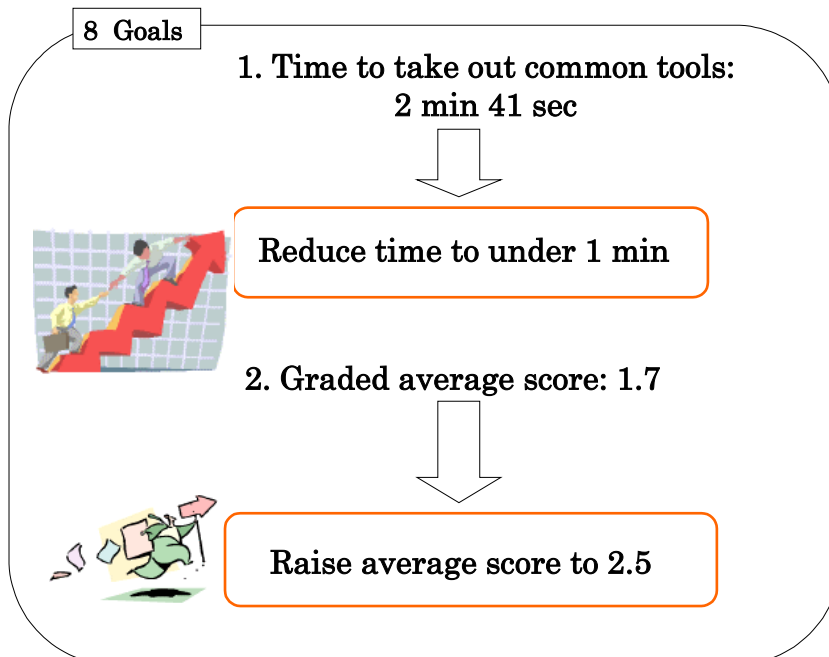 8 Goals
1. Time to take out common tools:
2 min 41 sec
Reduce time to under 1 min
2. Graded average score: 1.7
Raise average score to 2.5